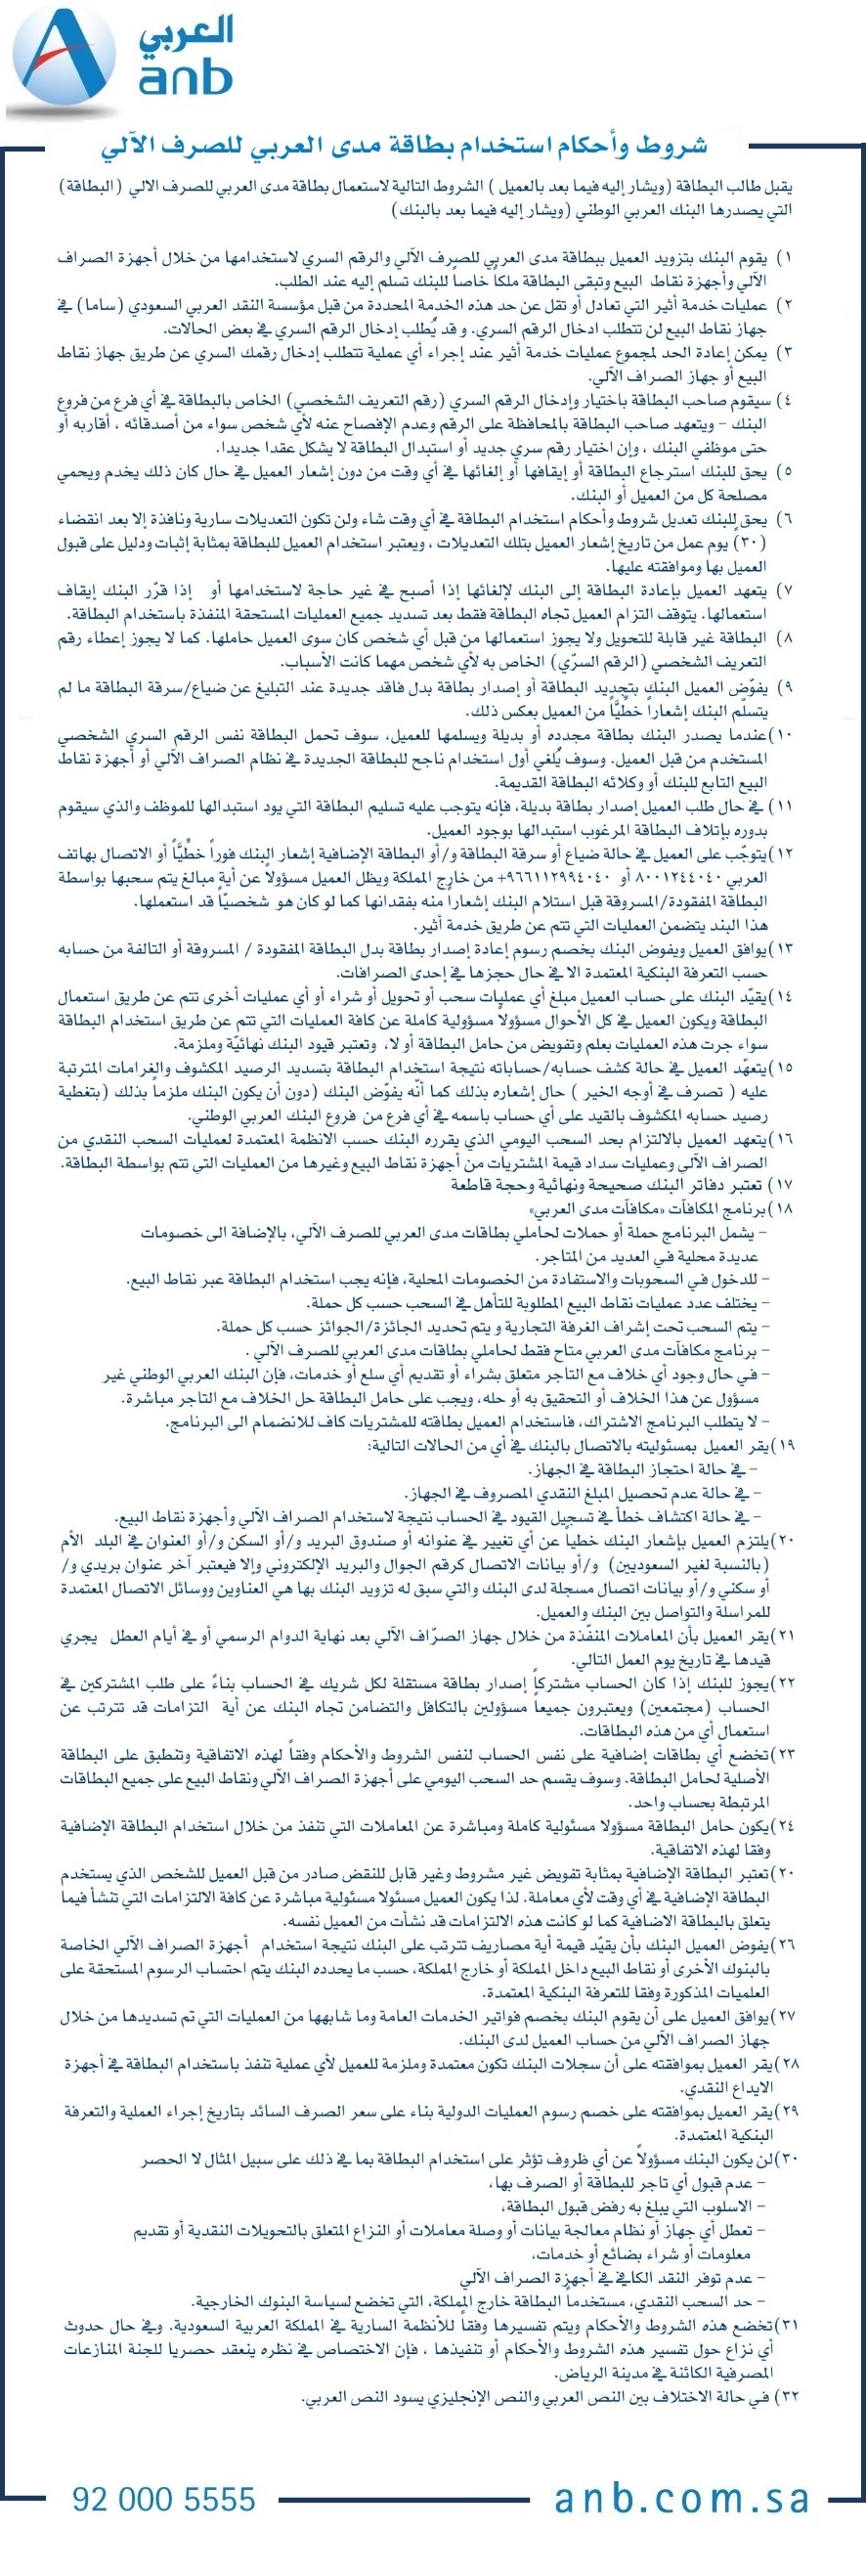 العربي
anb
شروط وأحكام استخدام بطاقة مدى العربي للصرف الآلي
يقبل طالب البطاقة (ويشار إليه فيما بعد بالعميل ) الشروط التالية لاستعمال بطاقة مدى العربي للصرف الالي (البطاقة)
التي يصدرها البنك العربي الوطني (ويشار إليه فيما بعد بالبنك)
١) يقوم البنك بتزويد العميل ببطاقة مدى العربي للصرف الآلي والرقم السري لاستخدامها من خلال أجهزة الصراف
الآلي وأجهزة نقاط البيع وتبقى البطاقة ملكاً خاصاً للبنك تسلم إليه عند الطلب.
٢) عمليات خدمة أثير التي تعادل أو تقل عن حد هذه الخدمة المحددة من قبل مؤسسة النقد العربي السعودي (ساما) في
جهاز نقاط البيع لن تتطلب ادخال الرقم السري. و قد يُطلب إدخال الرقم السري في بعض الحالات.
٣) يمكن إعادة الحد لمجموع عمليات خدمة أثير عند إجراء أي عملية تتطلب إدخال رقمك السري عن طريق جهاز نقاط
البيع أو جهاز الصراف الآلي.
٤) سيقوم صاحب البطاقة باختيار وإدخال الرقم السري (رقم التعريف الشخصي) الخاص بالبطاقة في أي فرع من فروع
البنك - ويتعهد صاحب البطاقة بالمحافظة على الرقم وعدم الإفصاح عنه لأي شخص سواء من أصدقائه ، أقاربه أو
حتى موظفي البنك ، وإن اختيار رقم سري جديد أو استبدال البطاقة لا يشكل عقدا جديدا.
٥) يحق للبنك استرجاع البطاقة أو إيقافها أو إلغائها في أي وقت من دون إشعار العميل في حال كان ذلك يخدم ويحمي
مصلحة كل من العميل أو البنك.
٦) يحق للبنك تعديل شروط وأحكام استخدام البطاقة في أي وقت شاء ولن تكون التعديلات سارية ونافذة إلا بعد انقضاء
(٣٠) يوم عمل من تاريخ إشعار العميل بتلك التعديلات ، ويعتبر استخدام العميل للبطاقة بمثابة إثبات ودليل على قبول
العميل بها وموافقته عليها.
٧) يتعهد العميل بإعادة البطاقة إلى البنك لإلغائها إذا أصبح في غير حاجة لاستخدامها أو إذا قرّر البنك إيقاف
استعمالها. يتوقف التزام العميل تجاه البطاقة فقط بعد تسديد جميع العمليات المستحقة المنفذة باستخدام البطاقة.
٨) البطاقة غير قابلة للتحويل ولا يجوز استعمالها من قبل أي شخص كان سوى العميل حاملها. كما لا يجوز إعطاء رقم
التعريف الشخصي (الرقم السرّي) الخاص به لأي شخص مهما كانت الأسباب.
٩) يفوّض العميل البنك بتجديد البطاقة أو إصدار بطاقة بدل فاقد جديدة عند التبليغ عن ضياع/سرقة البطاقة ما لم
يتسلّم البنك إشعاراً خطّيًّا من العميل بعكس ذلك.
١٠)عندما يصدر البنك بطاقة مجدده أو بديلة ويسلمها للعميل، سوف تحمل البطاقة نفس الرقم السري الشخصي
المستخدم من قبل العميل. وسوف يُلغي أول استخدام ناجح للبطاقة الجديدة في نظام الصراف الآلي أو أجهزة نقاط
البيع التابع للبنك أو وكلائه البطاقة القديمة.
١١) في حال طلب العميل إصدار بطاقة بديلة، فإنه يتوجب عليه تسليم البطاقة التي يود استبدالها للموظف والذي سيقوم
بدوره بإتلاف البطاقة المرغوب استبدالها بوجود العميل.
١٢)يتوجّب على العميل في حالة ضياع أو سرقة البطاقة و/أو البطاقة الإضافية إشعار البنك فوراً خطّيًّا أو الاتصال بهاتف
العربي ٨٠٠١٢٤٤٠٤٠ أو ٩٦٦١١٢٩٩٤٠٤٠+ من خارج المملكة ويظل العميل مسؤولاً عن أية مبالغ يتم سحبها بواسطة
البطاقة المفقودة/المسروقة قبل استلام البنك إشعاراً منه بفقدانها كما لو كان هو شخصيًّا قد استعملها.
هذا البند يتضمن العمليات التي تتم عن طريق خدمة أثير.
١٣)يوافق العميل ويفوض البنك بخصم رسوم إعادة إصدار بطاقة بدل البطاقة المفقودة / المسروقة أو التالفة من حسابه
حسب التعرفة البنكية المعتمدة الا في حال حجزها في إحدى الصرافات.
١٤)يقيّد البنك على حساب العميل مبلغ أي عمليات سحب أو تحويل أو شراء أو أي عمليات أخرى تتم عن طريق استعمال
البطاقة ويكون العميل في كل الأحوال مسؤولاً مسؤولية كاملة عن كافة العمليات التي تتم عن طريق استخدام البطاقة
سواء جرت هذه العمليات بعلم وتفويض من حامل البطاقة أو لا، وتعتبر قيود البنك نهائيّة وملزمة.
١٥)يتعهّد العميل في حالة كشف حسابه/حساباته نتيجة استخدام البطاقة بتسديد الرصيد المكشوف والغرامات المترتبة
عليه ( تصرف في أوجه الخير ) حال إشعاره بذلك كما أنّه يفوّض البنك (دون أن يكون البنك ملزماً بذلك (بتغطية
رصيد حسابه المكشوف بالقيد على أي حساب باسمه في أي فرع من فروع البنك العربي الوطني.
١٦)يتعهد العميل بالالتزام بحد السحب اليومي الذي يقرره البنك حسب الانظمة المعتمدة لعمليات السحب النقدي من
الصراف الآلي وعمليات سداد قيمة المشتريات من أجهزة نقاط البيع وغيرها من العمليات التي تتم بواسطة البطاقة.
١٧) تعتبر دفاتر البنك صحيحة ونهائية وحجة قاطعة
١٨)برنامج المكافآت «مكافآت مدى العربي»
- يشمل البرنامج حملة أو حملات لحاملي بطاقات مدى العربي للصرف الآلي، بالإضافة الى خصومات
عديدة محلية في العديد من المتاجر.
- للدخول في السحوبات والاستفادة من الخصومات المحلية، فإنه يجب استخدام البطاقة عبر نقاط البيع.
- يختلف عدد عمليات نقاط البيع المطلوبة للتأهل في السحب حسب كل حملة.
- يتم السحب تحت إشراف الغرفة التجارية و يتم تحديد الجائزة/الجوائز حسب كل حملة.
- برنامج مكافآت مدى العربي متاح فقط لحاملي بطاقات مدى العربي للصرف الآلي .
- في حال وجود أي خلاف مع التاجر متعلق بشراء أو تقديم أي سلع أو خدمات، فإن البنك العربي الوطني غير
مسؤول عن هذا الخلاف أو التحقيق به أو حله، ويجب على حامل البطاقة حل الخلاف مع التاجر مباشرة.
- لا يتطلب البرنامج الاشتراك، فاستخدام العميل بطاقته للمشتريات كاف للانضمام الى البرنامج.
١٩)يقر العميل بمسئوليته بالاتصال بالبنك في أي من الحالات التالية:
- في حالة احتجاز البطاقة في الجهاز.
- في حالة عدم تحصيل المبلغ النقدي المصروف في الجهاز.
- في حالة اكتشاف خطأ في تسجيل القيود في الحساب نتيجة لاستخدام الصراف الآلي وأجهزة نقاط البيع.
٢٠)يلتزم العميل بإشعار البنك خطياً عن أي تغيير في عنوانه أو صندوق البريد و/أو السكن و/أو العنوان في البلد الأم
(بالنسبة لغير السعوديين) و/أو بيانات الاتصال كرقم الجوال والبريد الإلكتروني وإلا فيعتبر آخر عنوان بريدي و/
أو سكني و/أو بيانات اتصال مسجلة لدى البنك والتي سبق له تزويد البنك بها هي العناوين ووسائل الاتصال المعتمدة
للمراسلة والتواصل بين البنك والعميل.
٢١)يقر العميل بأن المعاملات المنفّذة من خلال جهاز الصرّاف الآلي بعد نهاية الدوام الرسمي أو في أيام العطل يجري
قيدها في تاريخ يوم العمل التالي.
٢٢)يجوز للبنك إذا كان الحساب مشتركاً إصدار بطاقة مستقلة لكل شريك في الحساب بناءً على طلب المشتركين في
الحساب (مجتمعين) ويعتبرون جميعاً مسؤولين بالتكافل والتضامن تجاه البنك عن أية التزامات قد تترتب عن
استعمال أي من هذه البطاقات.
٢٣)تخضع أي بطاقات إضافية على نفس الحساب لنفس الشروط والأحكام وفقاً لهذه الاتفاقية وتنطبق على البطاقة
الأصلية لحامل البطاقة. وسوف يقسم حد السحب اليومي على أجهزة الصراف الآلي ونقاط البيع على جميع البطاقات
المرتبطة بحساب واحد.
٢٤)يكون حامل البطاقة مسؤولا مسئولية كاملة ومباشرة عن المعاملات التي تنفذ من خلال استخدام البطاقة الإضافية
وفقا لهذه الاتفاقية.
٢٠)تعتبر البطاقة الإضافية بمثابة تفويض غير مشروط وغير قابل للنقض صادر من قبل العميل للشخص الذي يستخدم
البطاقة الإضافية في أي وقت لأي معاملة. لذا يكون العميل مسئولا مسئولية مباشرة عن كافة الالتزامات التي تنشأ فيما
يتعلق بالبطاقة الاضافية كما لو كانت هذه الالتزامات قد نشأت من العميل نفسه.
٢٦)يفوض العميل البنك بأن يقيّد قيمة أية مصاريف تترتب على البنك نتيجة استخدام أجهزة الصراف الآلي الخاصة
بالبنوك الأخرى أو نقاط البيع داخل المملكة أو خارج المملكة، حسب ما يحدده البنك يتم احتساب الرسوم المستحقة على
العلميات المذكورة وفقا للتعرفة البنكية المعتمدة.
٢٧)يوافق العميل على أن يقوم البنك بخصم فواتير الخدمات العامة وما شابهها من العمليات التي تم تسديدها من خلال
جهاز الصراف الآلي من حساب العميل لدى البنك.
٢٨)يقر العميل بموافقته على أن سجلات البنك تكون معتمدة وملزمة للعميل لأي عملية تنفذ باستخدام البطاقة في أجهزة
الايداع النقدي.
٢٩)يقر العميل بموافقته على خصم رسوم العمليات الدولية بناء على سعر الصرف السائد بتاريخ إجراء العملية والتعرفة
البنكية المعتمدة.
٣٠)لن يكون البنك مسؤولاً عن أي ظروف تؤثر على استخدام البطاقة بما في ذلك على سبيل المثال لا الحصر
- عدم قبول أي تاجر للبطاقة أو الصرف بها،
- الاسلوب التي يبلغ به رفض قبول البطاقة،
- تعطل أي جهاز أو نظام معالجة بيانات أو وصلة معاملات أو النزاع المتعلق بالتحويلات النقدية أو تقديم
معلومات أو شراء بضائع أو خدمات،
- عدم توفر النقد الكافي في أجهزة الصراف الآلي
- حد السحب النقدي، مستخدماً البطاقة خارج المملكة، التي تخضع لسياسة البنوك الخارجية.
٣١)تخضع هذه الشروط والأحكام ويتم تفسيرها وفقاً للأنظمة السارية في المملكة العربية السعودية. وفي حال حدوث
أي نزاع حول تفسير هذه الشروط والأحكام أو تنفيذها ، فإن الاختصاص في نظره ينعقد حصريا للجنة المنازعات
المصرفية الكائنة في مدينة الرياض.
٣٢) في حالة الاختلاف بين النص العربي والنص الإنجليزي يسود النص العربي.
92 000 5555
anb.com.sa